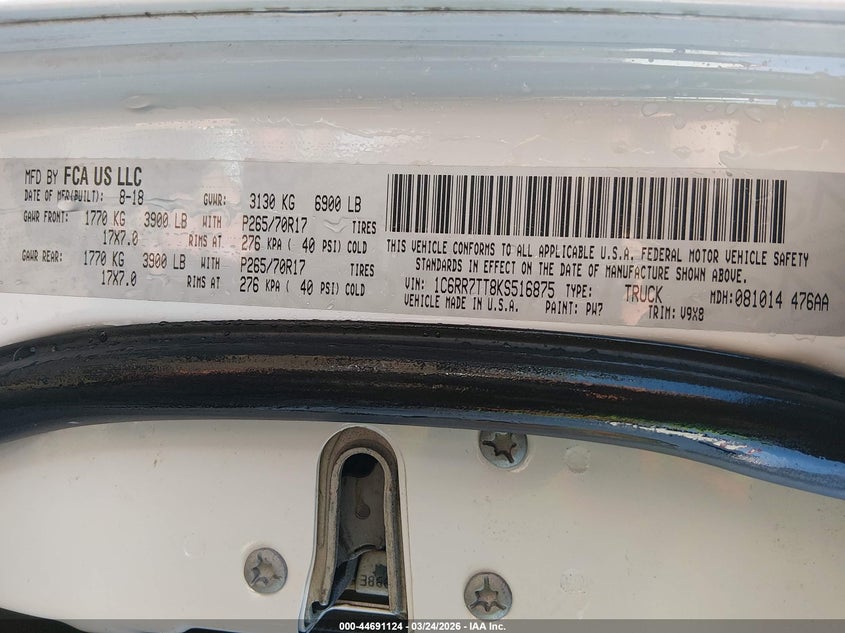 MFD BY FCA US LLC
DATE OF MFR(BUILT): 8-18 GVWR: 3130 KG 6900 LB
GAWR FRONT: 1770 KG 3900 LB WITH P265/70R17 TIRES
17X7.0 RIMS AT 276 KPA ( 40 PSI) COLD
GAWR REAR: 1770 KG 3900 LB WITH P265/70R17 TIRES
17X7.0 RIMS AT 276 KPA ( 40 PSI) COLD
THIS VEHICLE CONFORMS TO ALL APPLICABLE U.S.A. FEDERAL MOTOR VEHICLE SAFETY
STANDARDS IN EFFECT ON THE DATE OF MANUFACTURE SHOWN ABOVE.
VIN: 1C6RR7TT8KS516875 TYPE: TRUCK MDH:081014 476AA
VEHICLE MADE IN U.S.A. PAINT: PW7 TRIM: V9X8
000-44691124 • 03/24/2026 • IAA Inc.